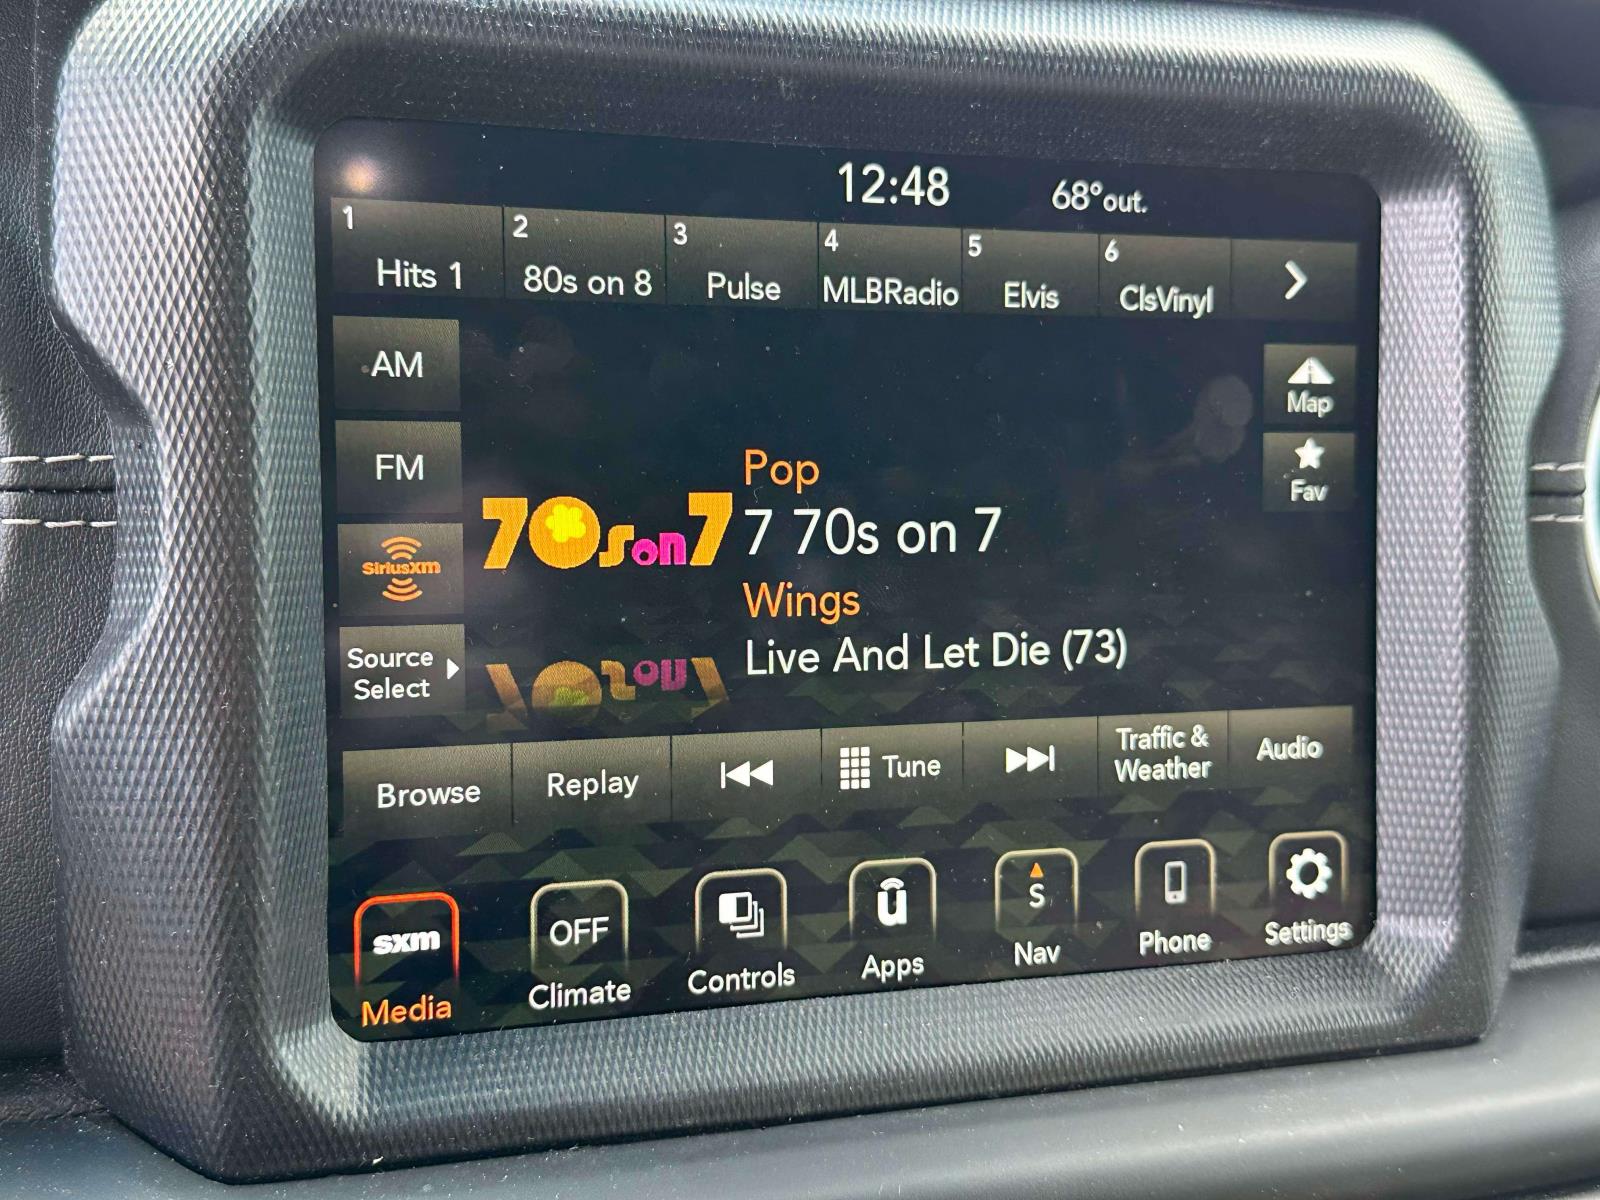 12:48 68°out.
1 2 3 4 5 6
Hits 1 80s on 8 Pulse MLBRadio Elvis ClsVinyl
AM
Map
FM
Fav
siriusxm
Source
Select
70s on 7
Pop
7 70s on 7
Wings
Live And Let Die (73)
Browse Replay Tune Traffic &
Weather Audio
sxm OFF u S
Media Climate Controls Apps Nav Phone Settings